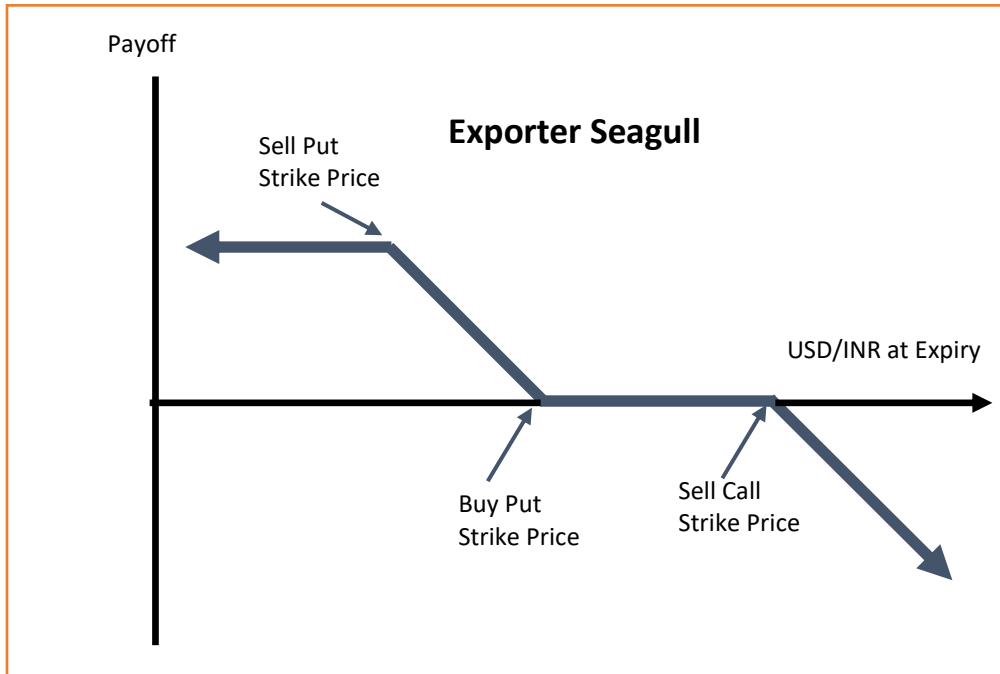 Payoff
Exporter Seagull
Sell Put
Strike Price
USD/INR at Expiry
Buy Put
Strike Price
Sell Call
Strike Price